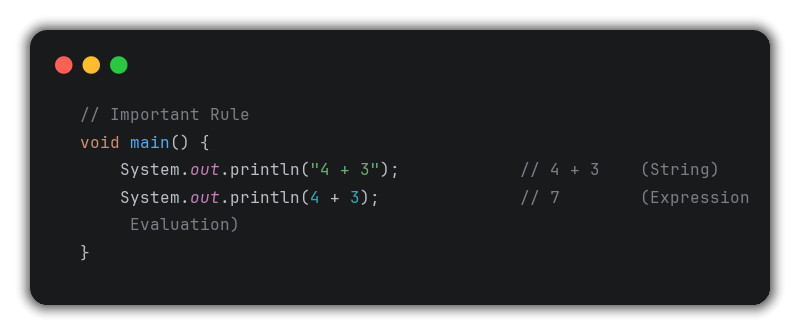 // Important Rule
void main() {
    System.out.println("4 + 3");            // 4 + 3    (String)
    System.out.println(4 + 3);              // 7        (Expression
     Evaluation)
}